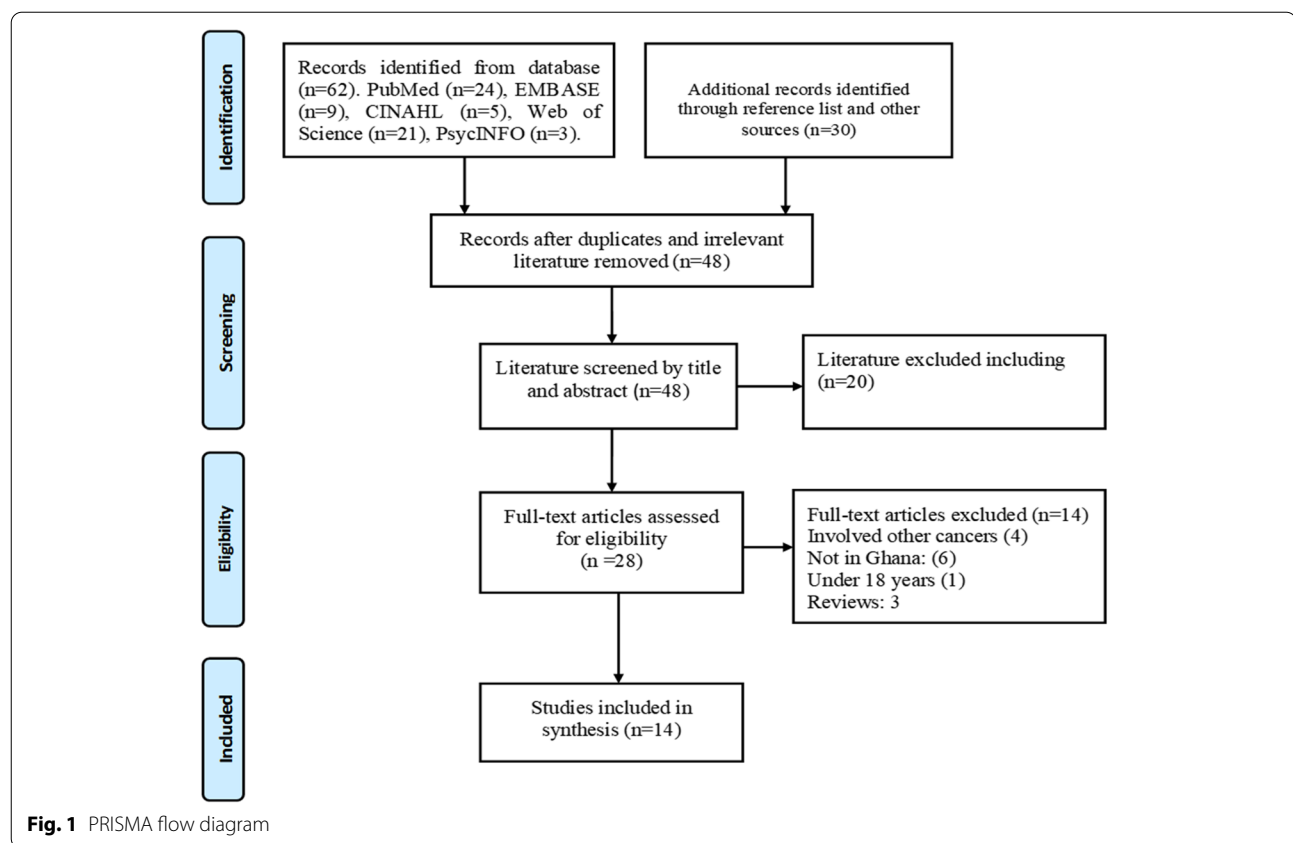 Identification
Records identified from database
(n=62). PubMed (n=24), EMBASE
(n=9), CINAHL (n=5), Web of
Science (n=21), PsycINFO (n=3).
Additional records identified
through reference list and other
sources (n=30)
Screening
Records after duplicates and irrelevant
literature removed (n=48)
Literature screened by title
and abstract (n=48)
Literature excluded including
(n=20)
Eligibility
Full-text articles assessed
for eligibility
(n =28)
Full-text articles excluded (n=14)
Involved other cancers (4)
Not in Ghana: (6)
Under 18 years (1)
Reviews: 3
Included
Studies included in
synthesis (n=14)
Fig. 1 PRISMA flow diagram